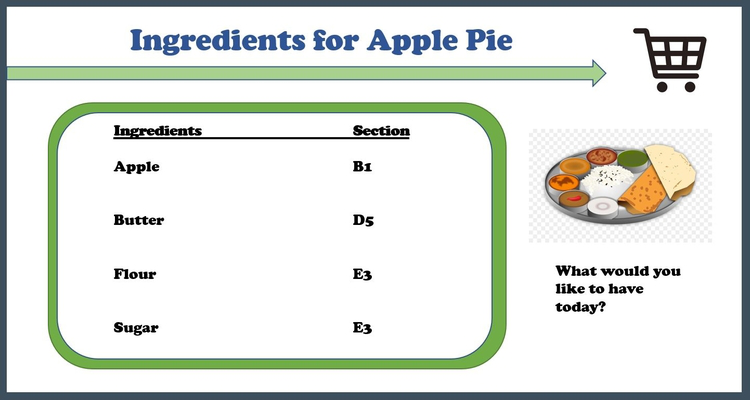 Ingredients for Apple Pie
Ingredients Section
Apple B1
Butter D5
Flour E3
Sugar E3
What would you
like to have
today?